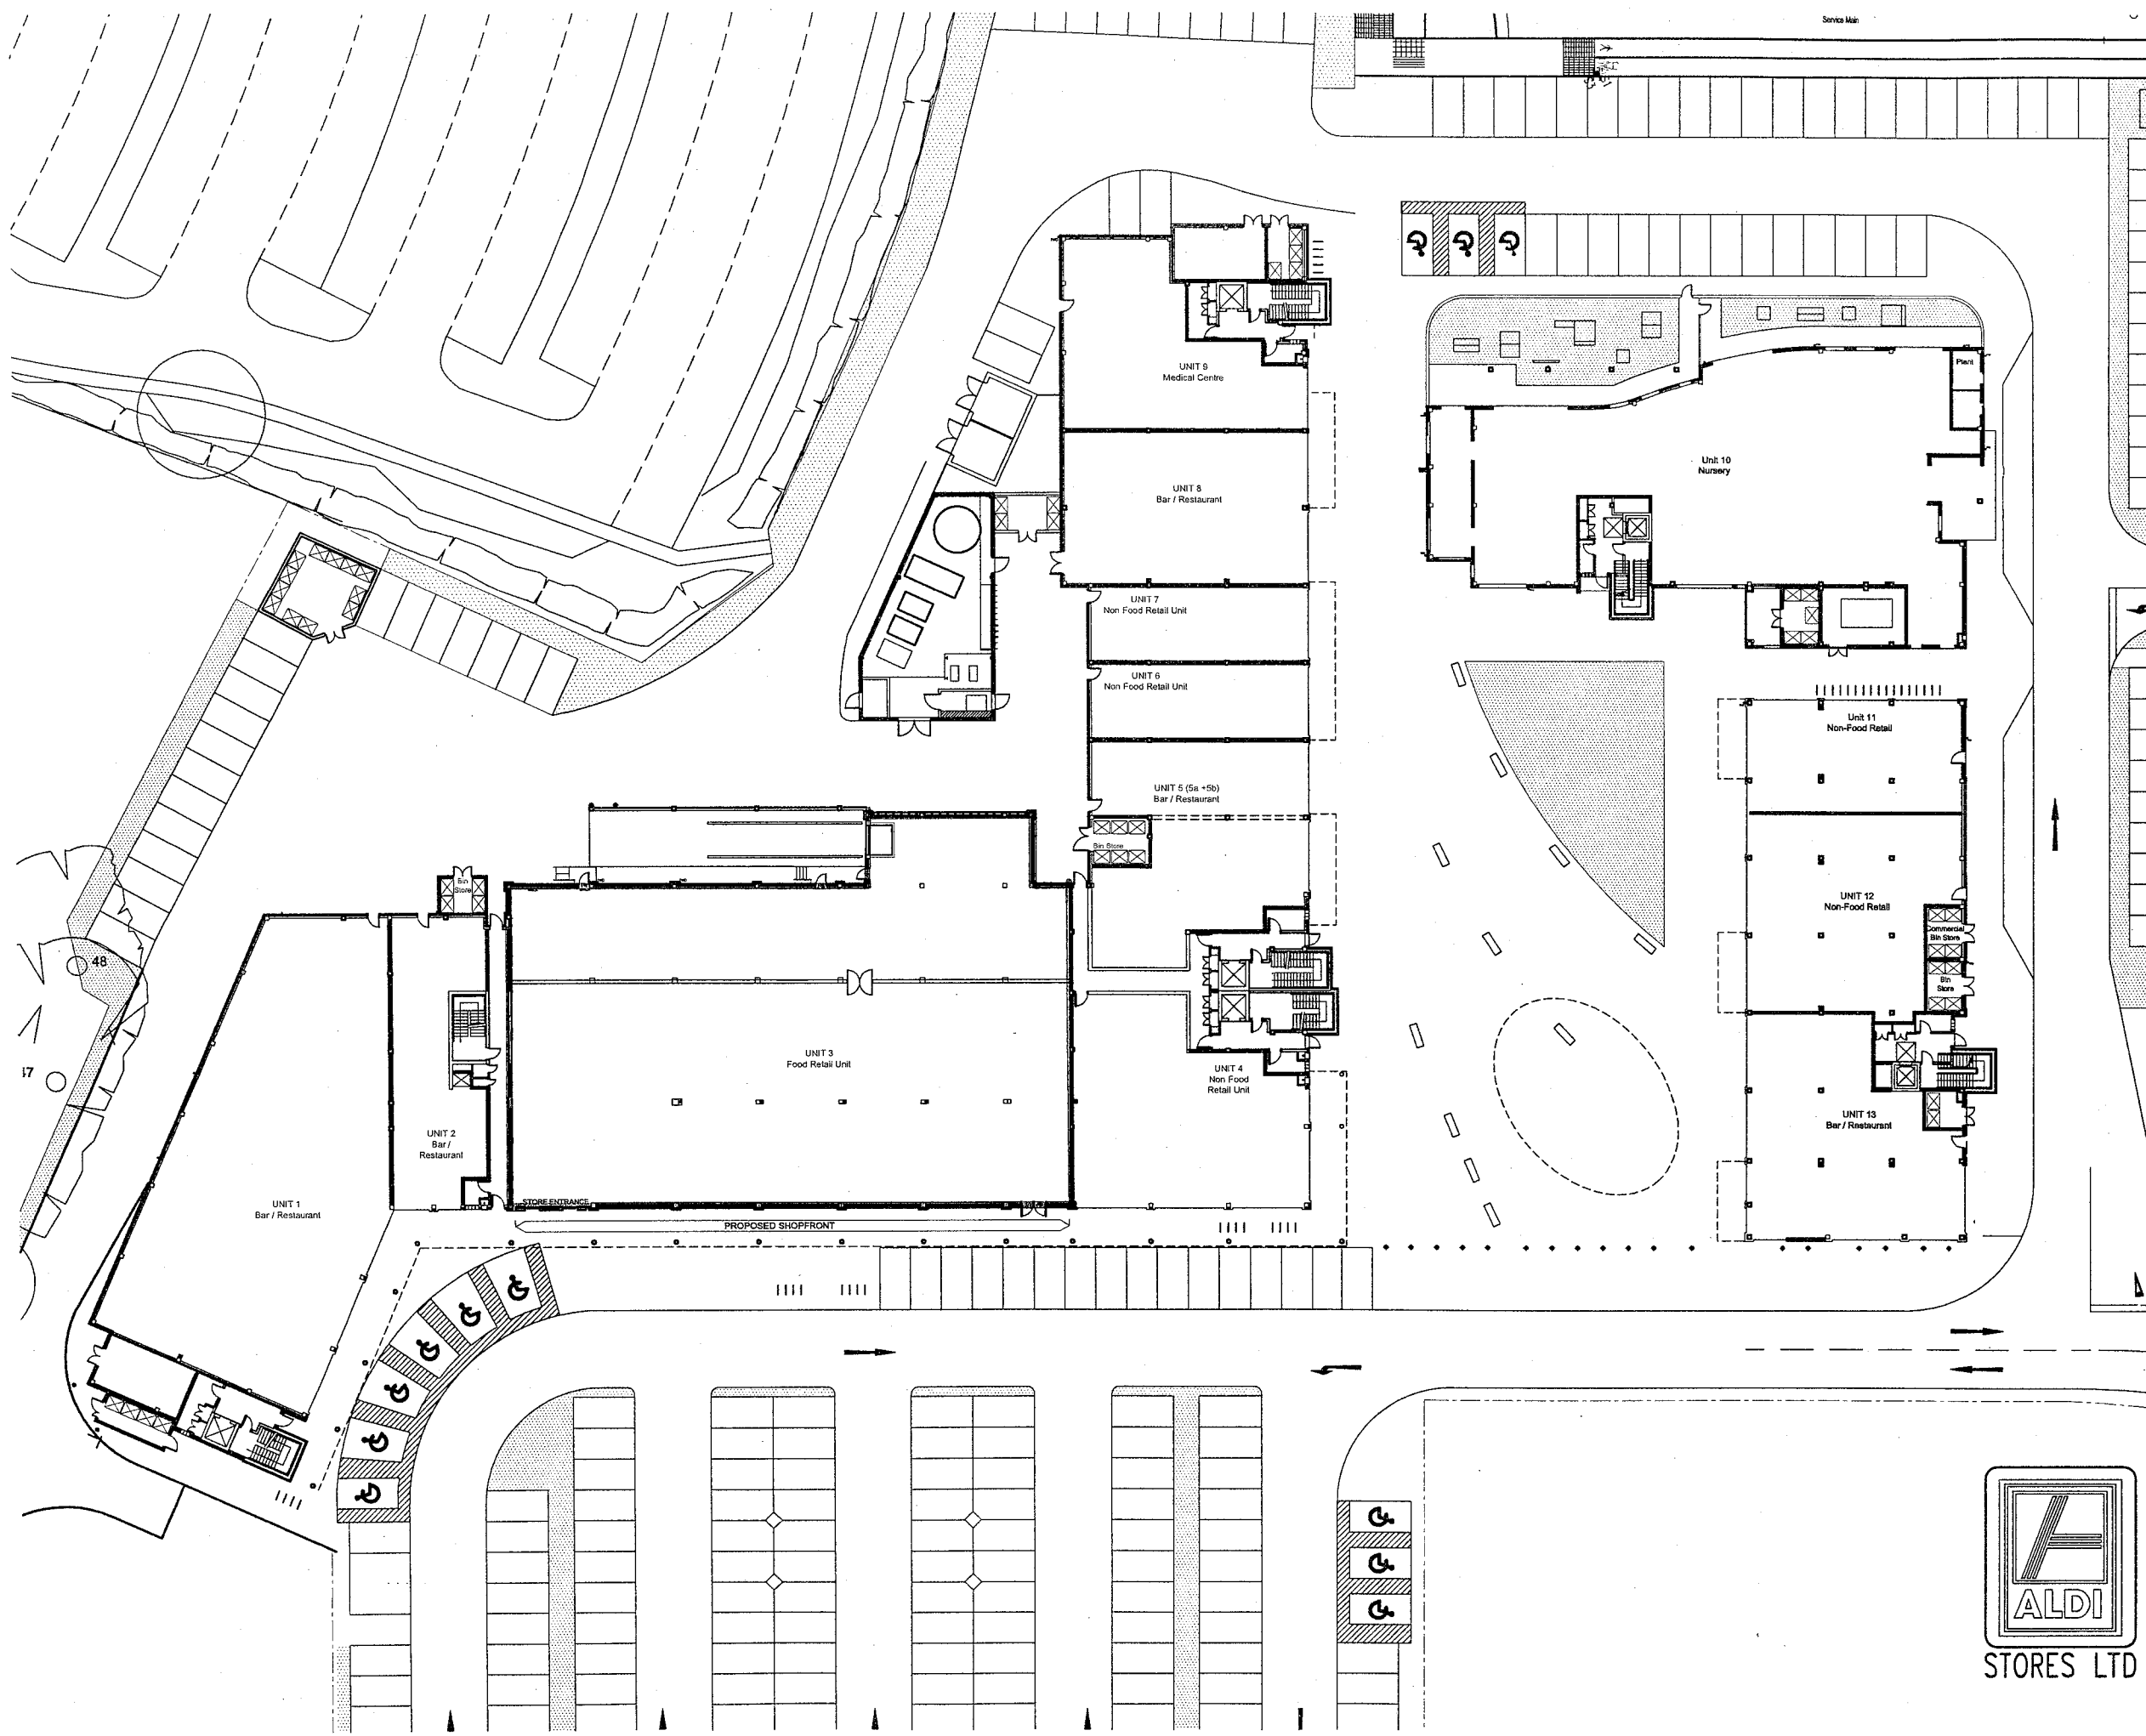 Service Main
UNIT 9
Medical Centre
Plant
Unit 10
Nursery
UNIT 8
Bar / Restaurant
UNIT 7
Non Food Retail Unit
UNIT 6
Non Food Retail Unit
Unit 11
Non-Food Retail
UNIT 5 (5a +5b)
Bar / Restaurant
Bin Store
Bin
Store
UNIT 12
Non-Food Retail
Commercial
Bin Store
Bin
Store
48
17
UNIT 3
Food Retail Unit
UNIT 4
Non Food
Retail Unit
UNIT 2
Bar /
Restaurant
UNIT 13
Bar / Restaurant
UNIT 1
Bar / Restaurant
STORE ENTRANCE
PROPOSED SHOPFRONT
ALDI
STORES LTD